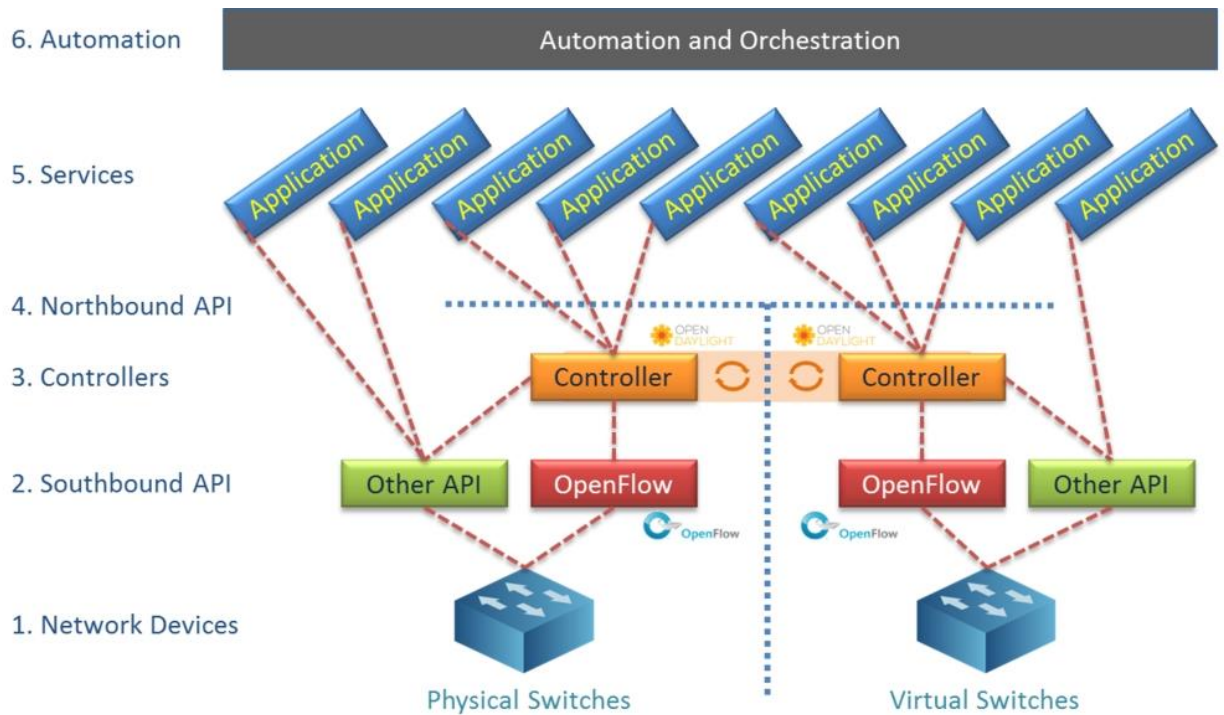 6. Automation
Automation and Orchestration
5. Services
Application
Application
Application
Application
Application
Application
Application
Application
Application
4. Northbound API
OPEN
DAYLIGHT
OPEN
DAYLIGHT
3. Controllers
Controller
Controller
2. Southbound API
Other API
OpenFlow
OpenFlow
Other API
OpenFlow
OpenFlow
1. Network Devices
Physical Switches
Virtual Switches